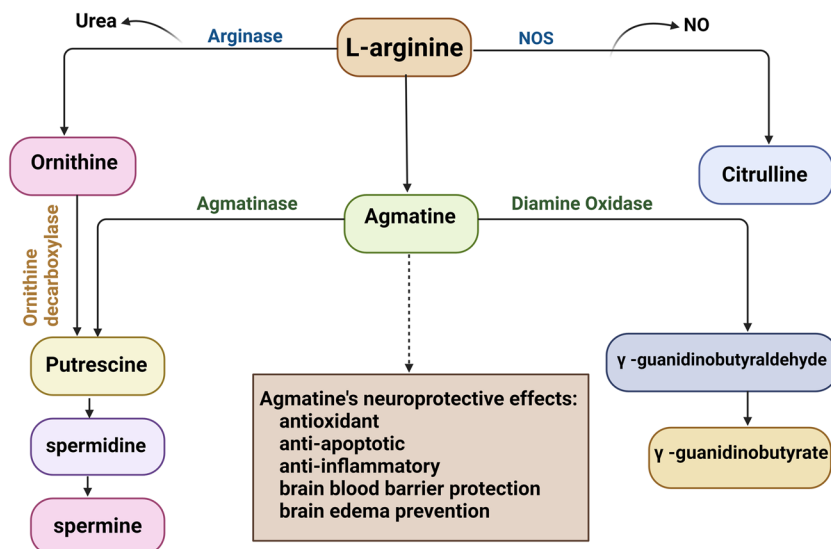 Urea
Arginase
L-arginine
NOS
NO
Ornithine
Citrulline
Agmatinase
Agmatine
Diamine Oxidase
Ornithine
decarboxylase
Putrescine
γ -guanidinobutyraldehyde
Agmatine's neuroprotective effects:
antioxidant
anti-apoptotic
anti-inflammatory
brain blood barrier protection
brain edema prevention
spermidine
γ -guanidinobutyrate
spermine